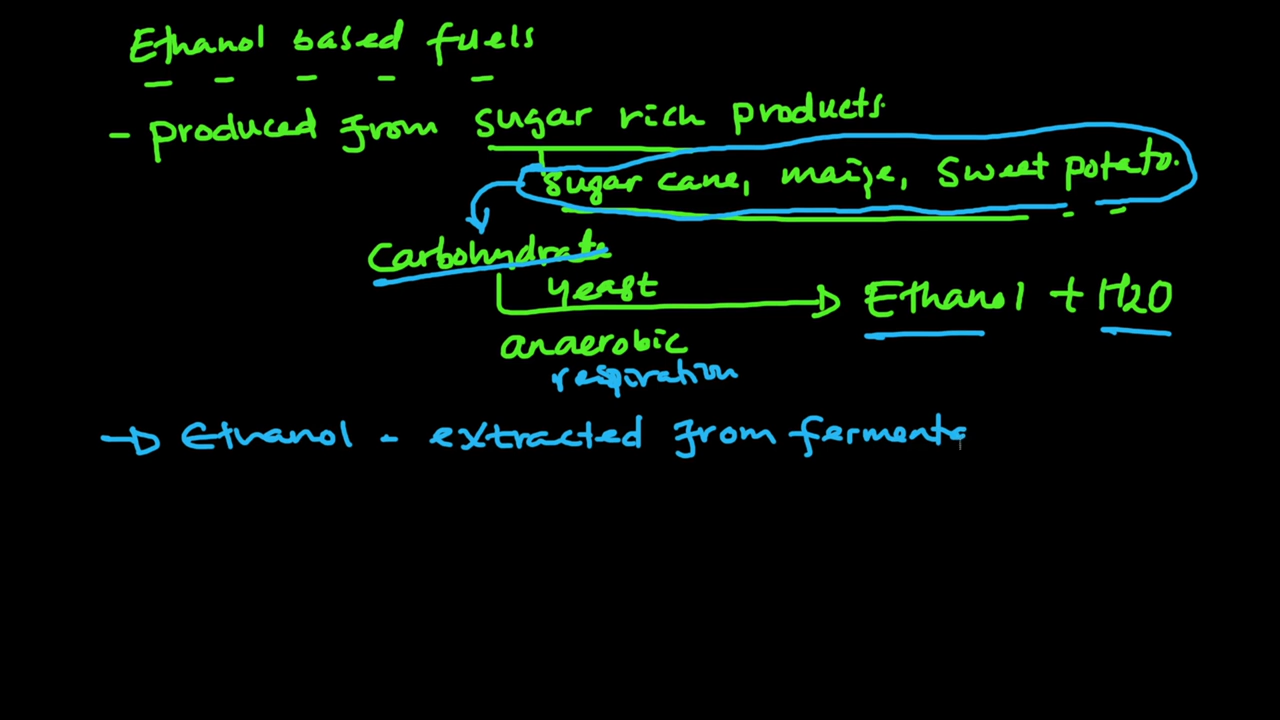 Ethanol based fuels
- produced from sugar rich products.
sugar cane, maize, sweet potato.
Carbohydrate
yeast
Ethanol + H2O
anaerobic
respiration
→ Ethanol - extracted from fermente